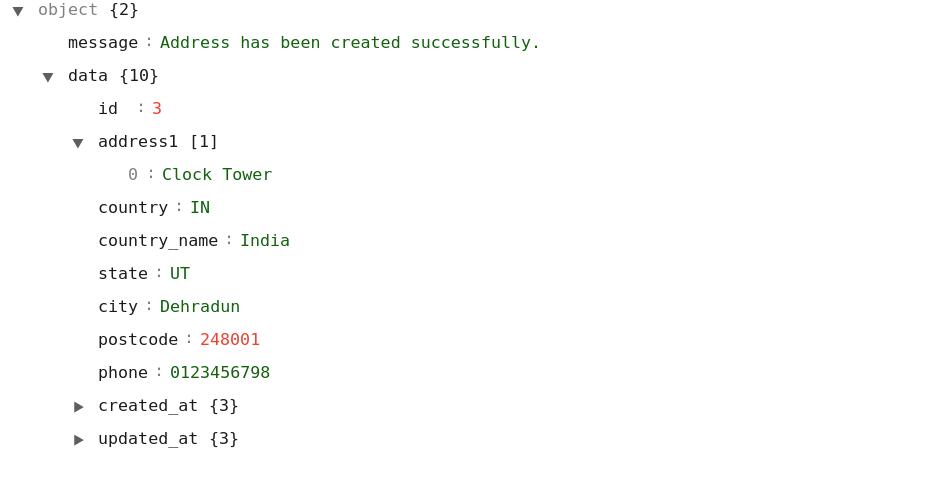 object {2}
message : Address has been created successfully.
data {10}
id : 3
address1 [1]
0 : Clock Tower
country : IN
country_name : India
state : UT
city : Dehradun
postcode : 248001
phone : 0123456798
created_at {3}
updated_at {3}